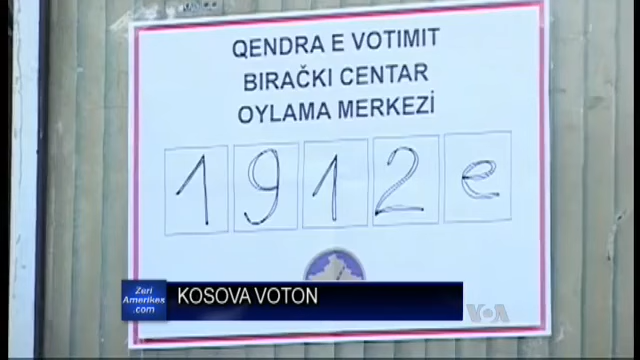 QENDRA E VOTIMIT
BIRAČKI CENTAR
OYLAMA MERKEZİ
1912e
Zeri
Amerikes
.com
KOSOVA VOTON
VOA